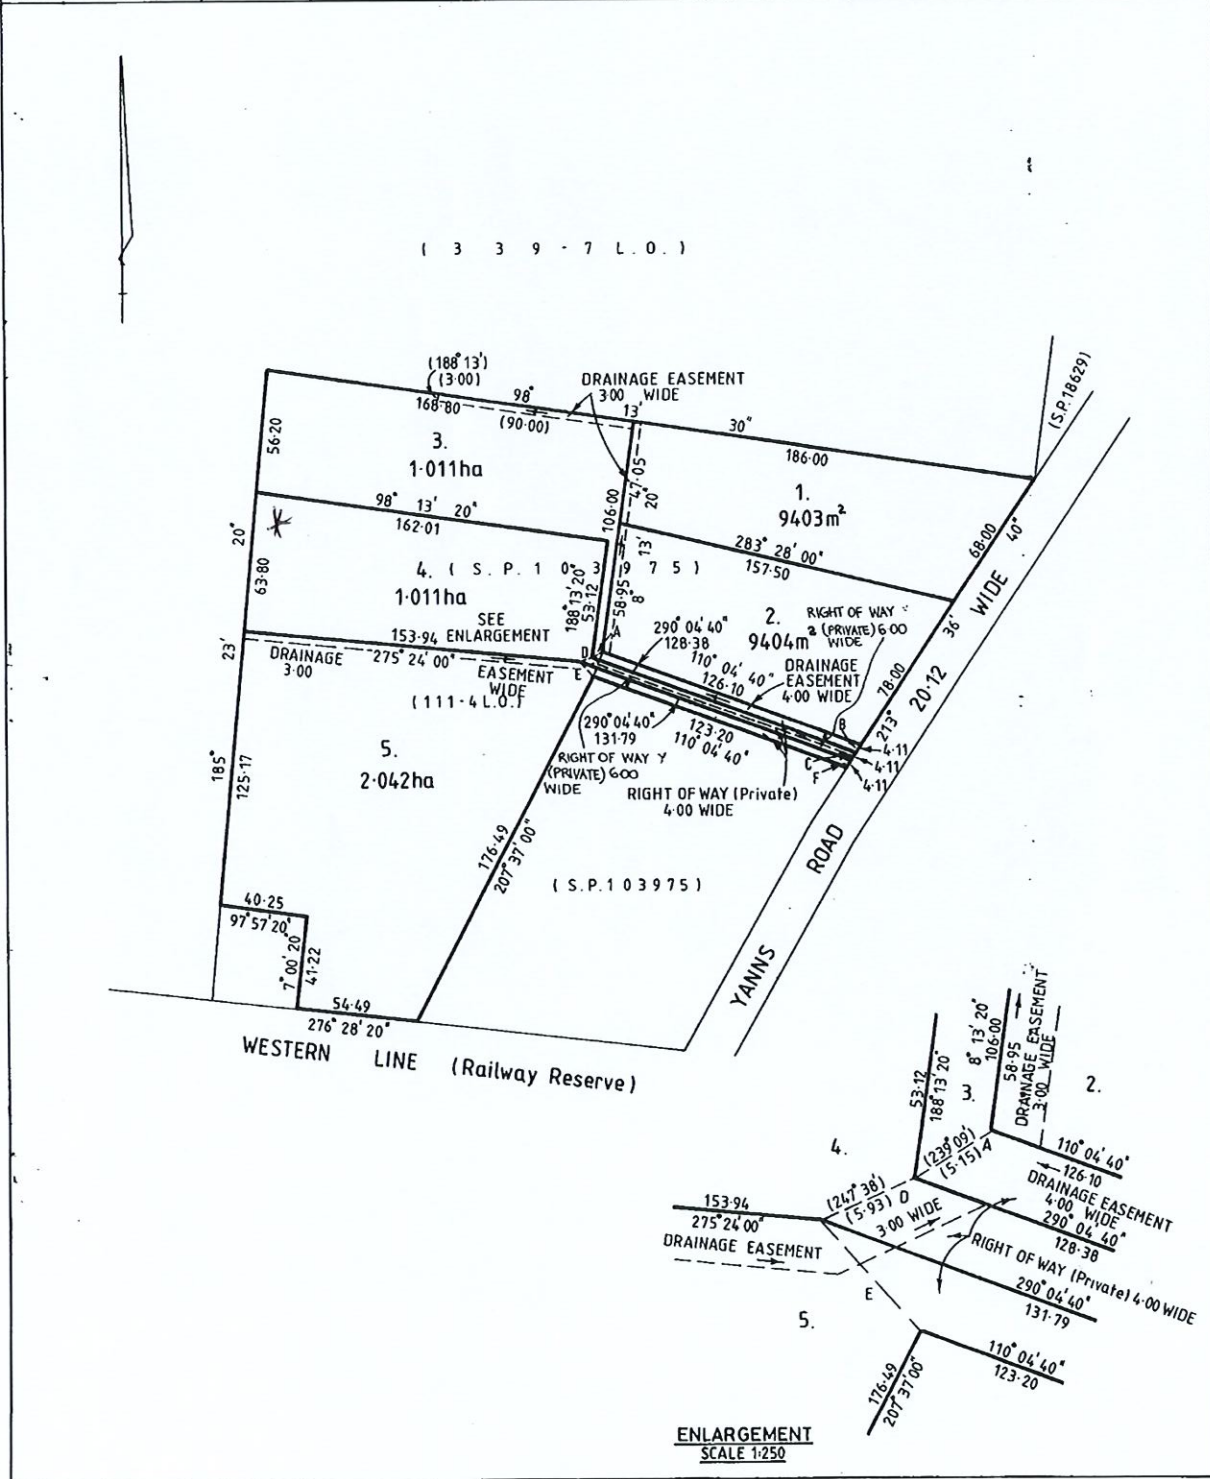 ( 3 3 9 - 7 L.O. )
(S.P.18629)
(188° 13')
(3·00)
98°
168·80
(90·00)
DRAINAGE EASEMENT
3·00 WIDE
13'
30"
186·00
56·20
3.
1·011ha
47·05
20"
1.
9403m²
68·00
40"
98° 13' 20"
162·01
106·00
13'
283° 28' 00"
157·50
20"
63·80
4. ( S. P. 1 0 3 9 7 5 )
1·011ha
188°13'20"
53·12
58·95
8°
36'
WIDE
2.
9404m²
RIGHT OF WAY
(PRIVATE) 6·00
WIDE
SEE
ENLARGEMENT
A
290° 04' 40"
128·38
110° 04' 40"
126·10
DRAINAGE
EASEMENT
4·00 WIDE
78·00
20·12
213°
153·94
275° 24' 00"
DRAINAGE
3·00
EASEMENT
WIDE
D
E
B
4·11
4·11
4·11
C
F
23'
(111·4 L.O.)
290° 04' 40"
131·79
123·20
110° 04' 40"
RIGHT OF WAY Y
(PRIVATE) 6·00
WIDE
RIGHT OF WAY (Private)
4·00 WIDE
5.
2·042ha
185°
125·17
176·49
207° 37' 00"
( S.P.1 0 3 9 7 5 )
ROAD
YANNS
40·25
97° 57' 20"
7° 00' 20"
41·22
54·49
276° 28' 20"
WESTERN LINE (Railway Reserve)
53·12
188° 13' 20"
8° 13' 20"
106·00
58·95
DRAINAGE EASEMENT
3·00 WIDE
3.
2.
4.
(239° 09')
(5·15) A
110° 04' 40"
126·10
DRAINAGE EASEMENT
4·00 WIDE
153·94
275° 24' 00"
(247° 38')
(5·93) D
3·00 WIDE
290° 04' 40"
128·38
DRAINAGE EASEMENT
RIGHT OF WAY (Private) 4·00 WIDE
E
290° 04' 40"
131·79
5.
110° 04' 40"
123·20
176·49
207° 37' 00"
ENLARGEMENT
SCALE 1:250